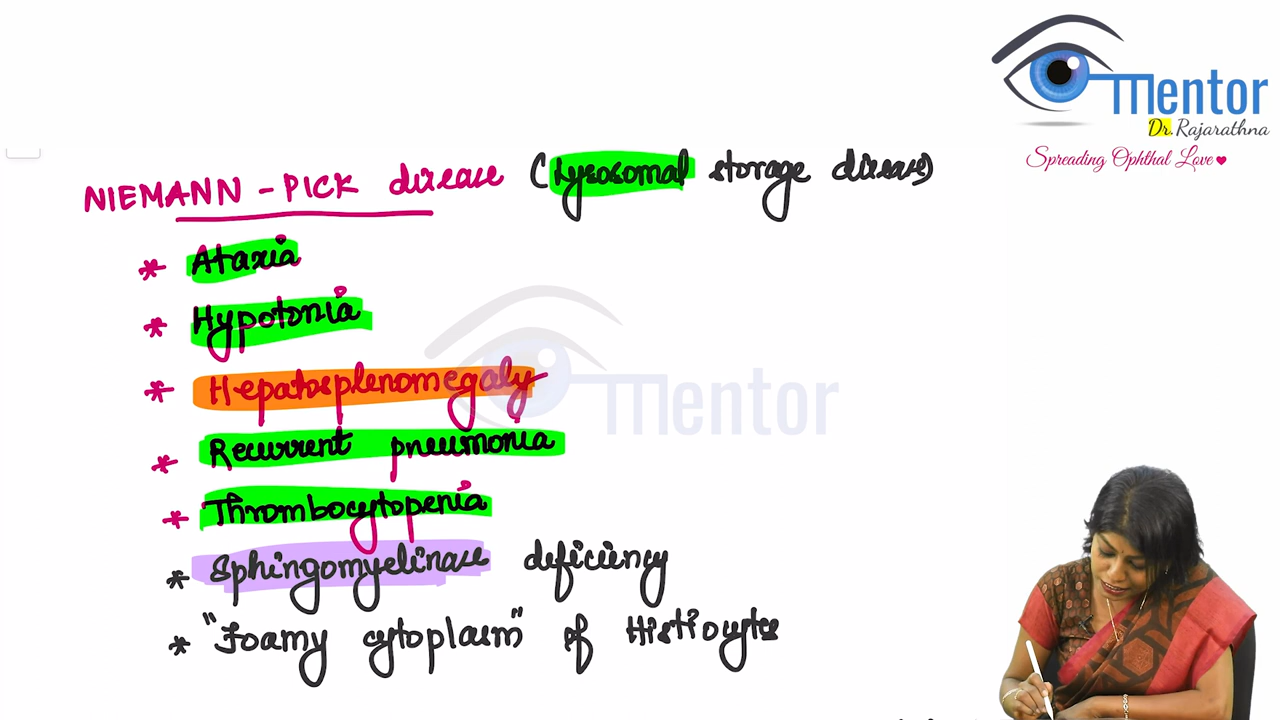 mentor
Dr.Rajarathna
Spreading Ophthal Love
NIEMANN-PICK disease (Lysosomal storage disease)
* Ataxia
* Hypotonia
* Hepatosplenomegaly
mentor
* Recurrent pneumonia
* Thrombocytopenia
* Sphingomyelinase deficiency
* "Foamy cytoplasm" of Histiocytes